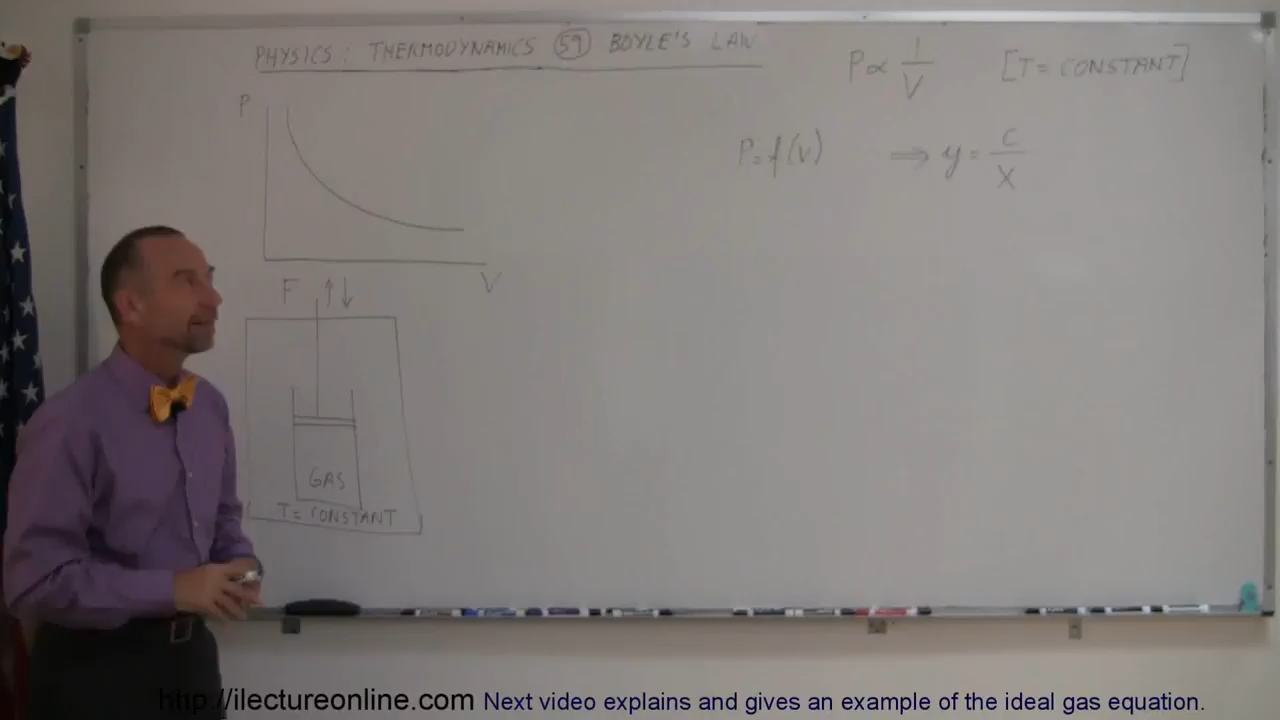 PHYSICS: THERMODYNAMICS 59 BOYLE'S LAW
P ∝ 1/V [T = CONSTANT]
P = f(V) ⟹ y = C/X
P
V
F ↑↓
GAS
T = CONSTANT
http://ilectureonline.com Next video explains and gives an example of the ideal gas equation.